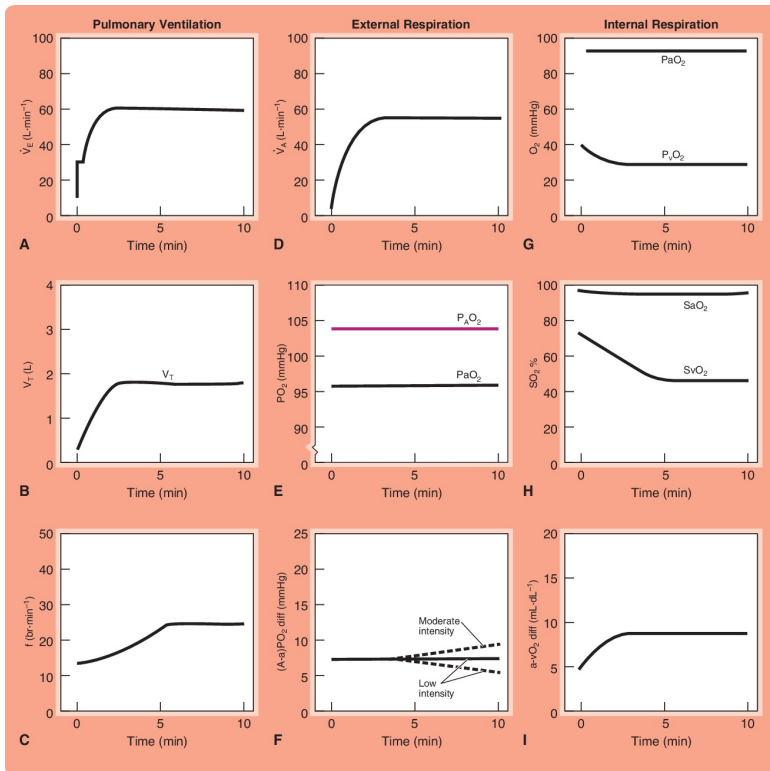 Pulmonary Ventilation
100
80
60
40
20
0
V̇E (L·min⁻¹)
0 5 10
A Time (min)
External Respiration
100
80
60
40
20
0
V̇A (L·min⁻¹)
0 5 10
D Time (min)
Internal Respiration
100
80
60
40
20
0
O2 (mmHg)
PaO2
PvO2
0 5 10
G Time (min)
4
3
2
1
0
VT (L)
VT
0 5 10
B Time (min)
110
105
100
95
90
0
PO2 (mmHg)
PAO2
PaO2
0 5 10
E Time (min)
100
80
60
40
20
0
SO2 %
SaO2
SvO2
0 5 10
H Time (min)
50
40
30
20
10
0
f (br·min⁻¹)
0 5 10
C Time (min)
25
20
15
10
5
0
(A-a)PO2 diff (mmHg)
Moderate
intensity
Low
intensity
0 5 10
F Time (min)
20
15
10
5
0
a-vO2 diff (mL·dL⁻¹)
0 5 10
I Time (min)